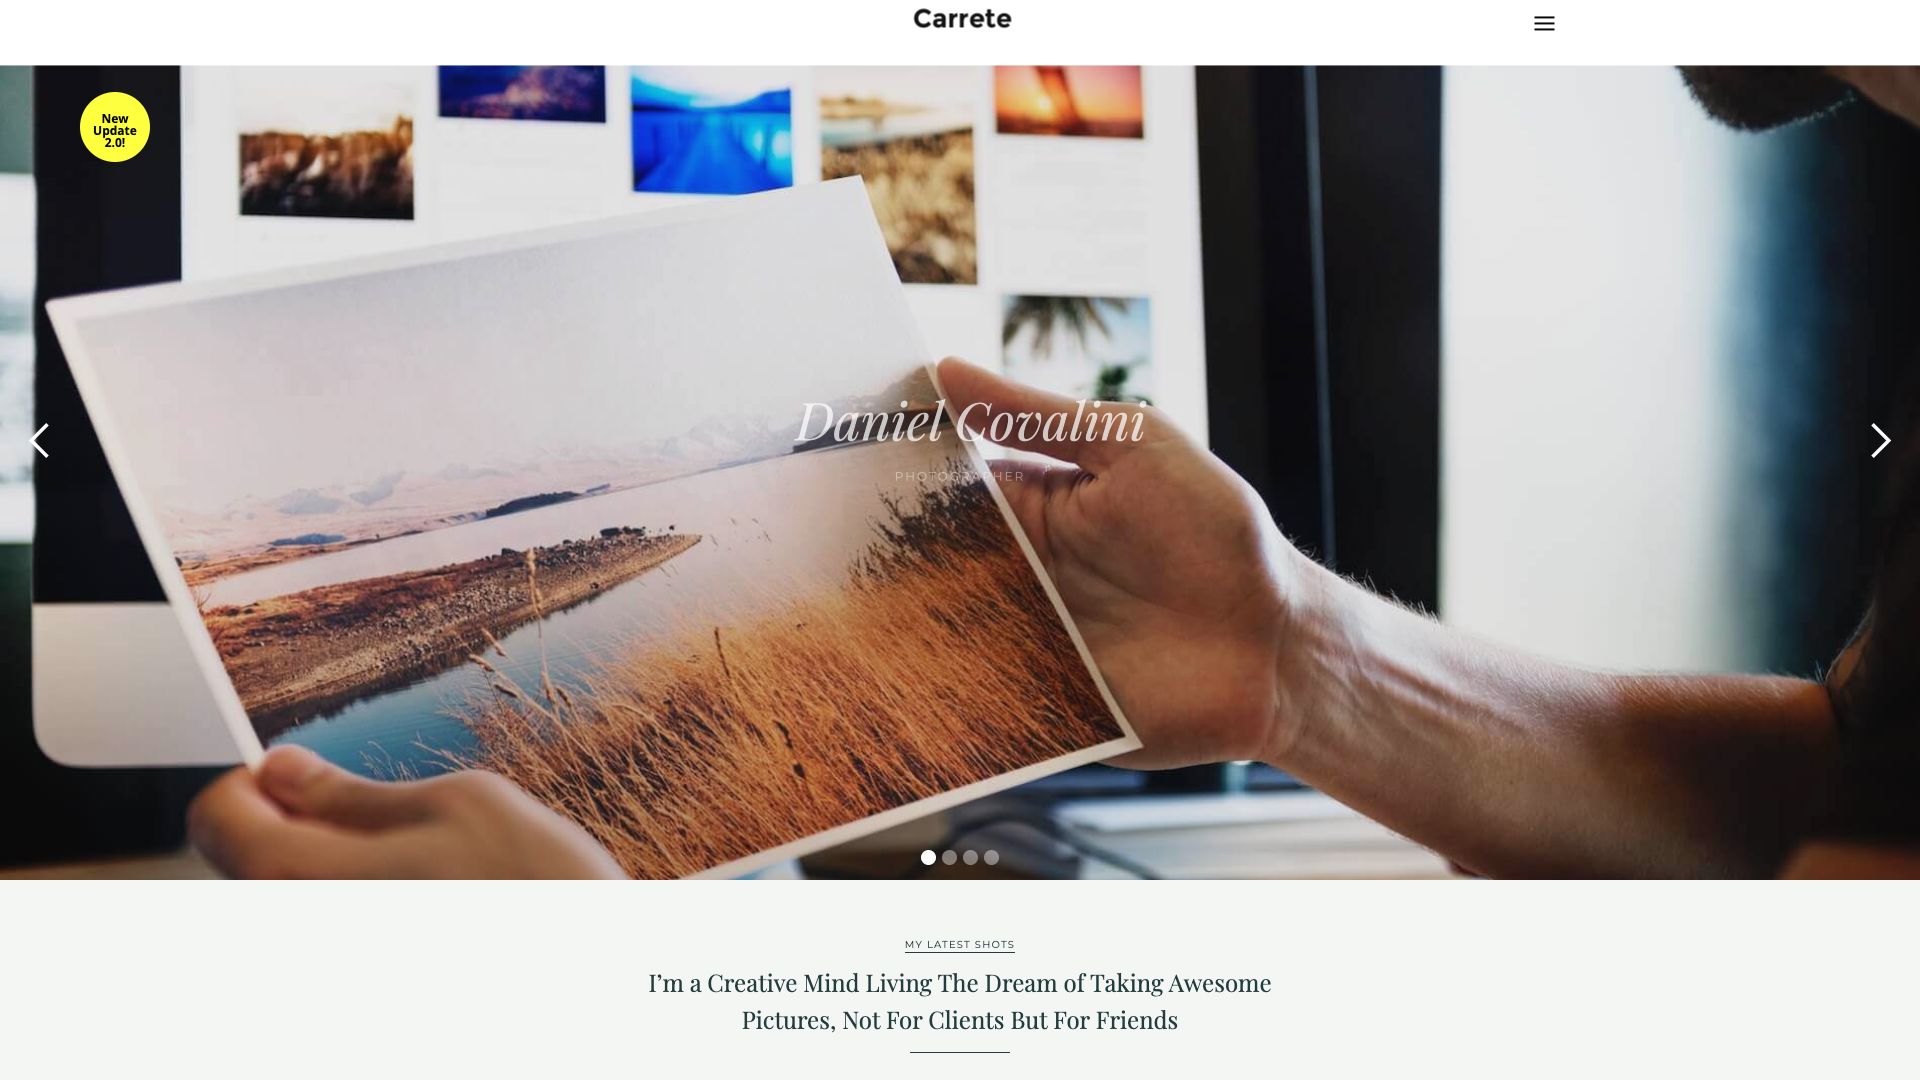 Carrete
New
Update
2.0!
Daniel Covalini
PHOTOGRAPHER
MY LATEST SHOTS
I’m a Creative Mind Living The Dream of Taking Awesome
Pictures, Not For Clients But For Friends